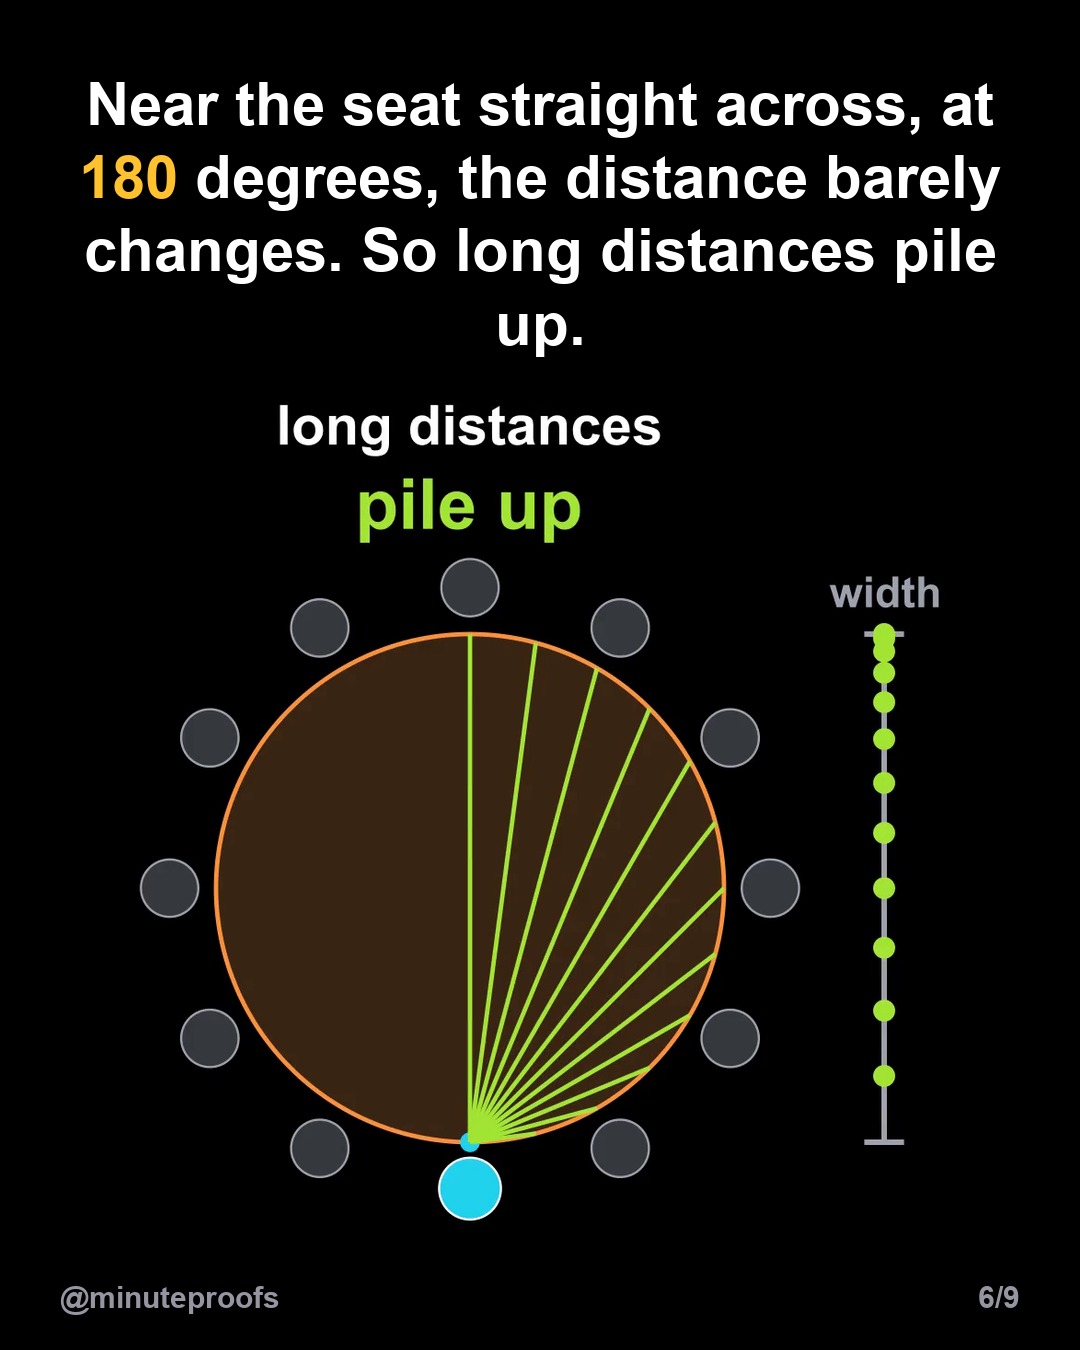 Near the seat straight across, at
180 degrees, the distance barely
changes. So long distances pile
up.
long distances
pile up
width
@minuteproofs
6/9